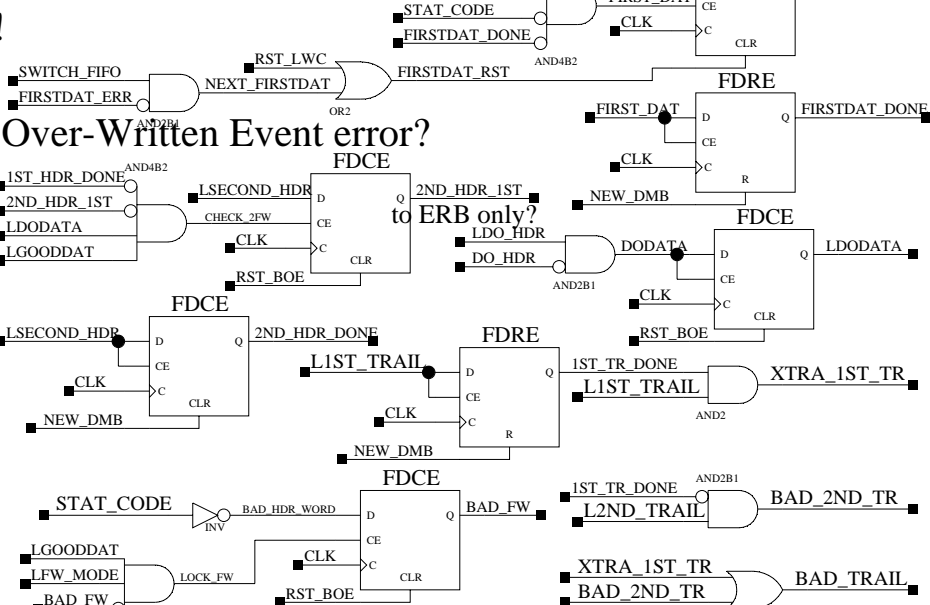 STAT_CODE
FIRSTDAT_DONE
AND4B2
CLK
CE
C
CLR
SWITCH_FIFO
FIRSTDAT_ERR
AND2B1
NEXT_FIRSTDAT
RST_LWC
OR2
FIRSTDAT_RST
FDRE
FIRST_DAT
D
Q
FIRSTDAT_DONE
CE
CLK
C
R
NEW_DMB
Over-Written Event error?
AND4B2
1ST_HDR_DONE
2ND_HDR_1ST
LDODATA
LGOODDAT
CHECK_2FW
FDCE
LSECOND_HDR
D
Q
2ND_HDR_1ST
CE
CLK
C
CLR
RST_BOE
to ERB only?
LDO_HDR
DO_HDR
AND2B1
DODATA
FDCE
D
Q
LDODATA
CE
CLK
C
CLR
RST_BOE
FDCE
LSECOND_HDR
D
Q
2ND_HDR_DONE
CE
CLK
C
CLR
NEW_DMB
FDRE
L1ST_TRAIL
D
Q
1ST_TR_DONE
CE
CLK
C
R
NEW_DMB
L1ST_TRAIL
AND2
XTRA_1ST_TR
FDCE
STAT_CODE
INV
BAD_HDR_WORD
D
Q
BAD_FW
CE
CLK
C
CLR
RST_BOE
LGOODDAT
LFW_MODE
BAD_FW
LOCK_FW
AND2B1
1ST_TR_DONE
L2ND_TRAIL
BAD_2ND_TR
XTRA_1ST_TR
BAD_2ND_TR
BAD_TRAIL